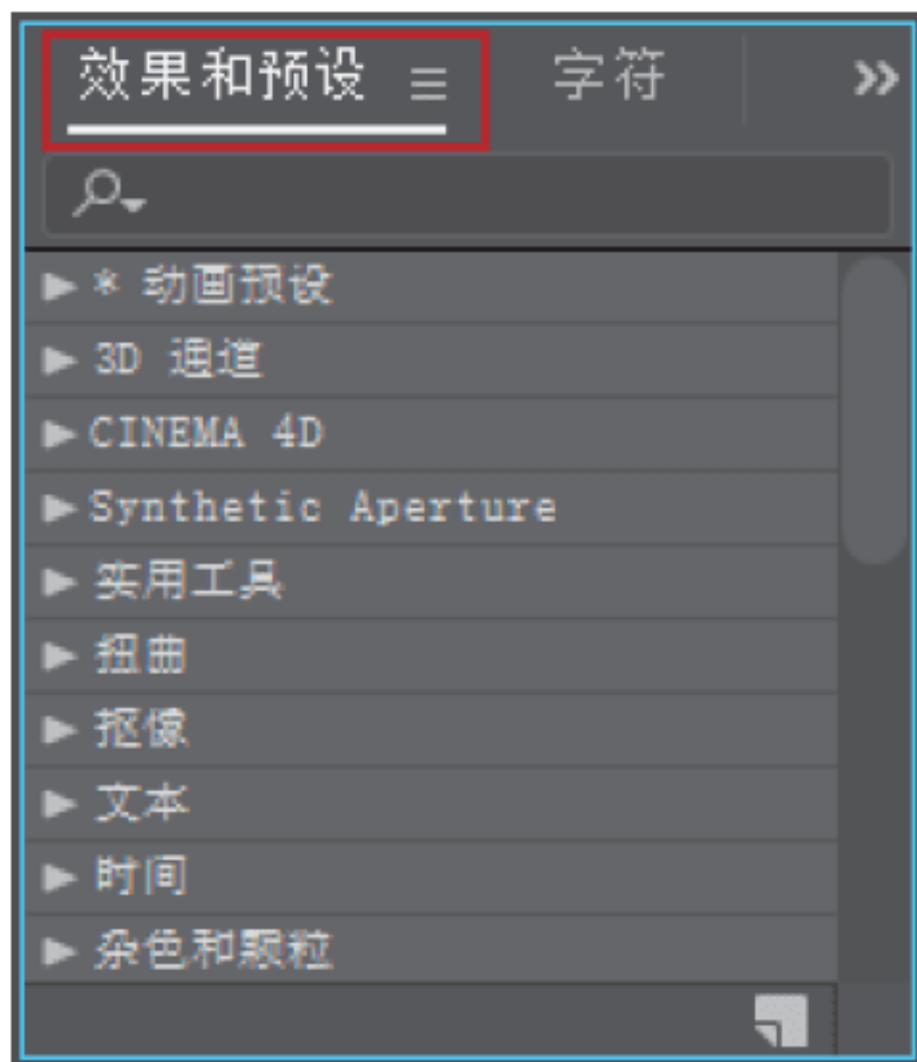 效果和预设 字符
* 动画预设
3D 通道
CINEMA 4D
Synthetic Aperture
实用工具
扭曲
抠像
文本
时间
杂色和颗粒